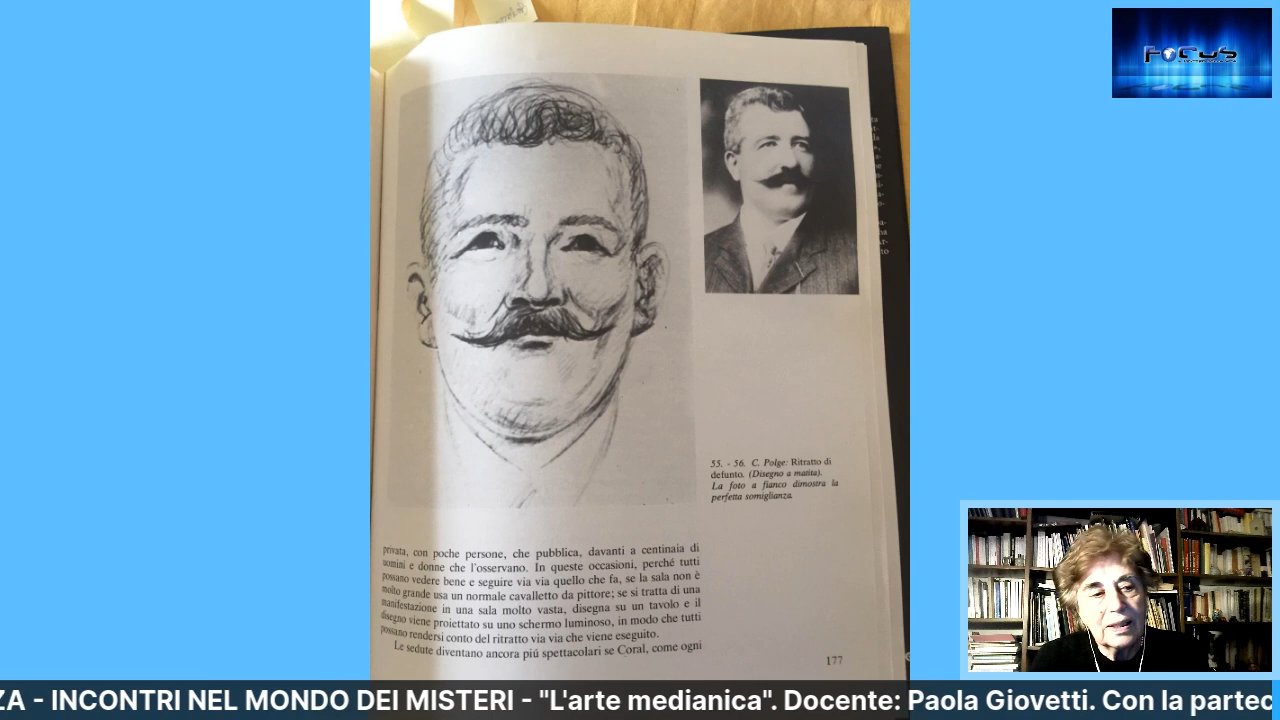 FOCUS
55. - 56. C. Polge: Ritratto di
defunto. (Disegno a matita).
La foto a fianco dimostra la
perfetta somiglianza.
privata, con poche persone, che pubblica, davanti a centinaia di
uomini e donne che l'osservano. In queste occasioni, perché tutti
possano vedere bene e seguire via via quello che fa, se la sala non è
molto grande usa un normale cavalletto da pittore; se si tratta di una
manifestazione in una sala molto vasta, disegna su un tavolo e il
disegno viene proiettato su uno schermo luminoso, in modo che tutti
possano rendersi conto del ritratto via via che viene eseguito.
Le sedute diventano ancora piú spettacolari se Coral, come ogni
177
ZA - INCONTRI NEL MONDO DEI MISTERI - "L'arte medianica". Docente: Paola Giovetti. Con la partec